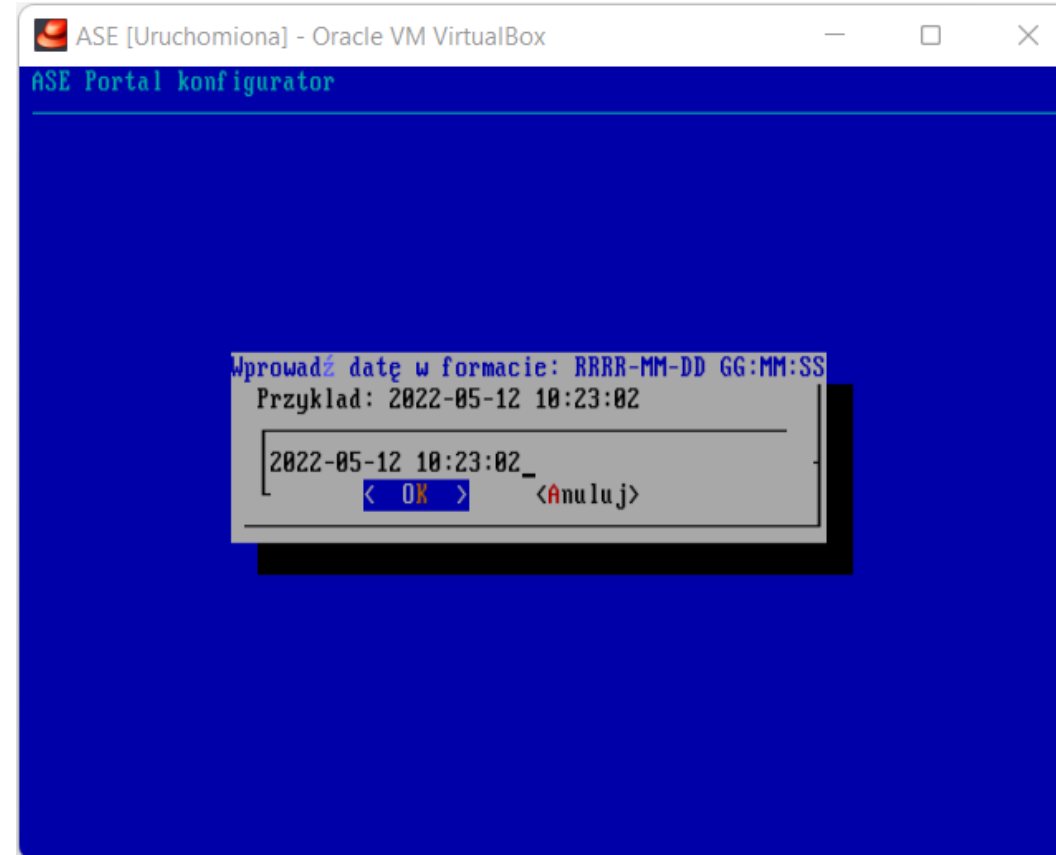 ASE [Uruchomiona] - Oracle VM VirtualBox
ASE Portal konfigurator
Wprowadź datę w formacie: RRRR-MM-DD GG:MM:SS
Przyklad: 2022-05-12 10:23:02
2022-05-12 10:23:02_
< OK > <Anuluj>